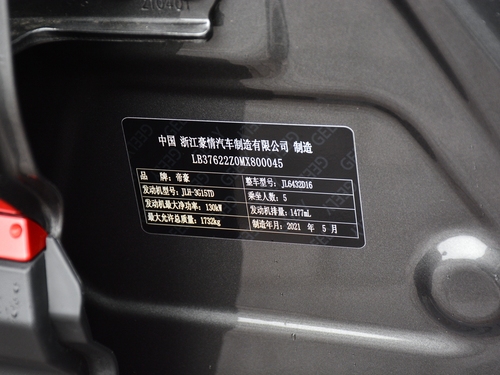 中国 浙江豪情汽车制造有限公司 制造
LB37622Z0MX800045
品牌：帝豪 整车型号：JL6432D16
发动机型号：JLH-3G15TD 乘坐人数：5
发动机最大净功率：130kW 发动机排量：1477mL
最大允许总质量：1732kg 制造年月：2021 年 5 月